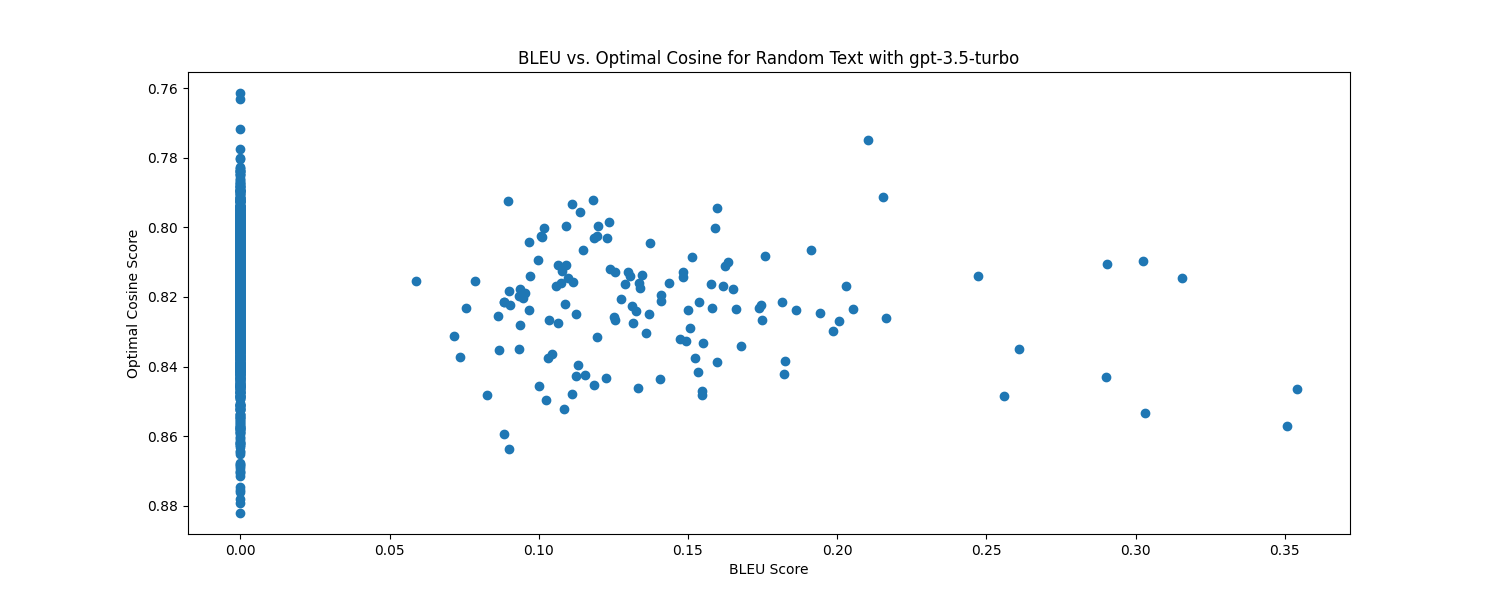 BLEU vs. Optimal Cosine for Random Text with gpt-3.5-turbo
Optimal Cosine Score
0.76
0.78
0.80
0.82
0.84
0.86
0.88
0.00 0.05 0.10 0.15 0.20 0.25 0.30 0.35
BLEU Score